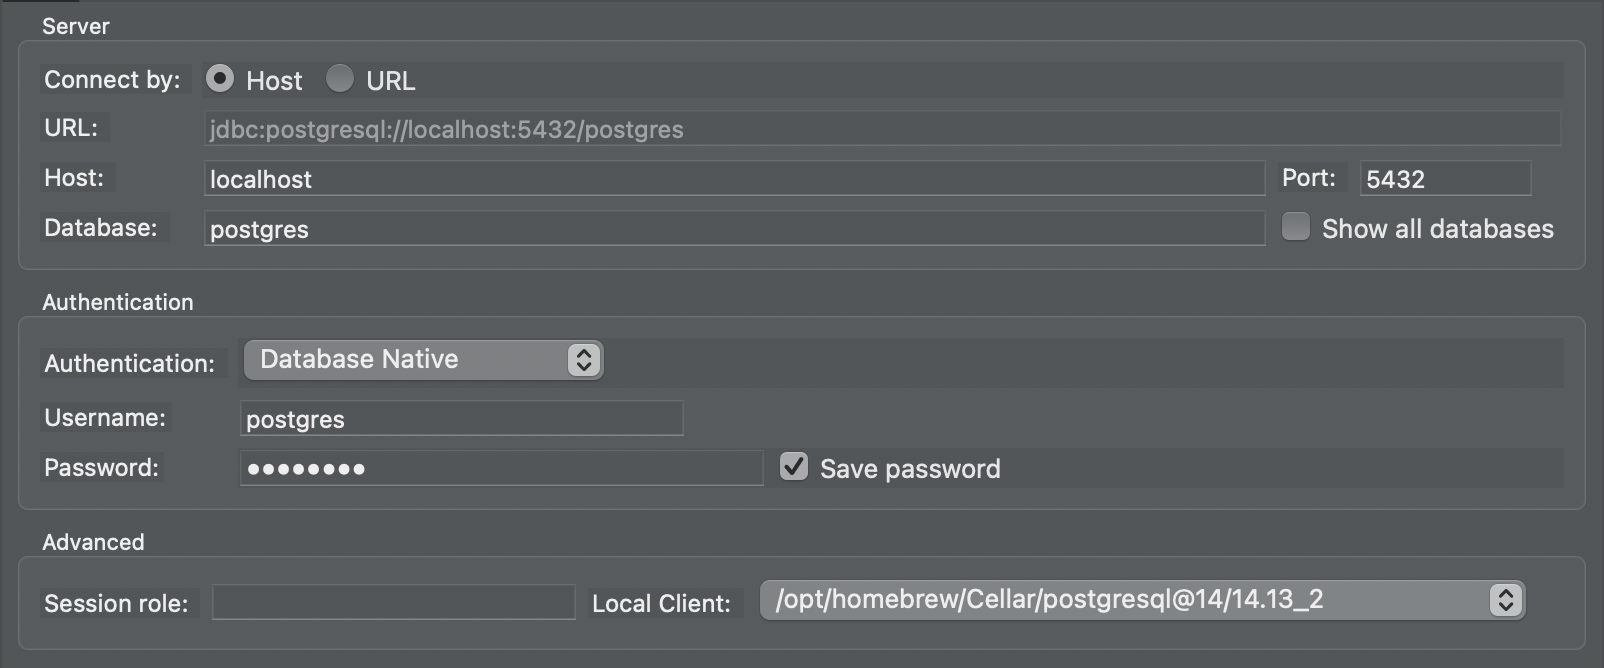 Server
Connect by: Host URL
URL: jdbc:postgresql://localhost:5432/postgres
Host: localhost Port: 5432
Database: postgres Show all databases
Authentication
Authentication: Database Native
Username: postgres
Password: •••••••• Save password
Advanced
Session role: Local Client: /opt/homebrew/Cellar/postgresql@14/14.13_2